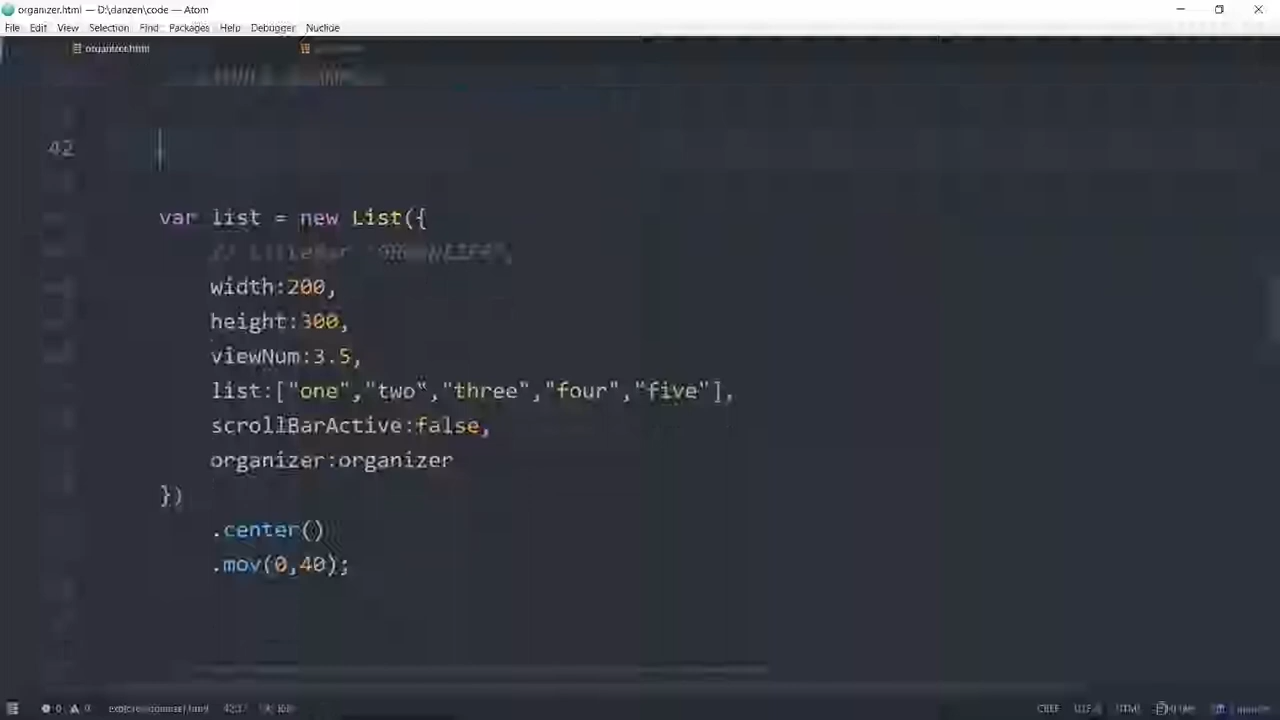 organizer.html — D:\danzen\code — Atom
File Edit View Selection Find Packages Help Debugger Nuclide
organizer.html
42
var list = new List({
width:200,
height:300,
viewNum:3.5,
list:["one","two","three","four","five"],
scrollBarActive:false,
organizer:organizer
})
.center()
.mov(0,40);